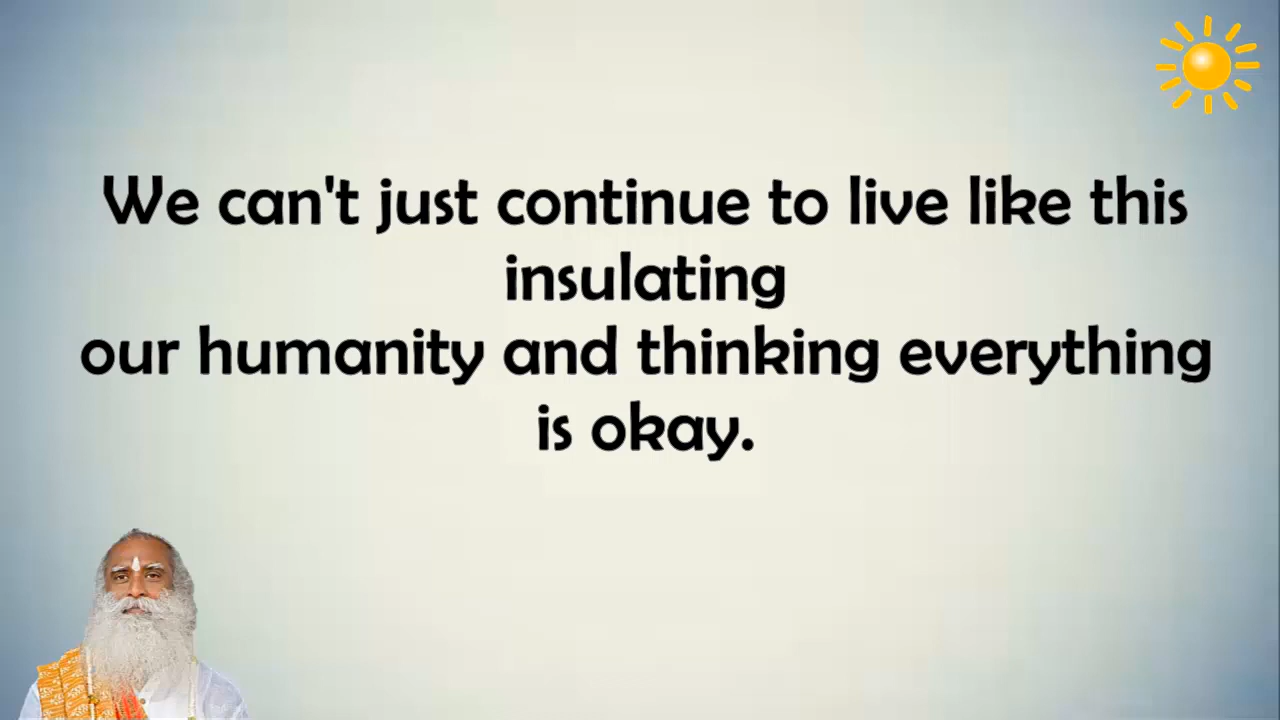 We can't just continue to live like this
insulating
our humanity and thinking everything
is okay.